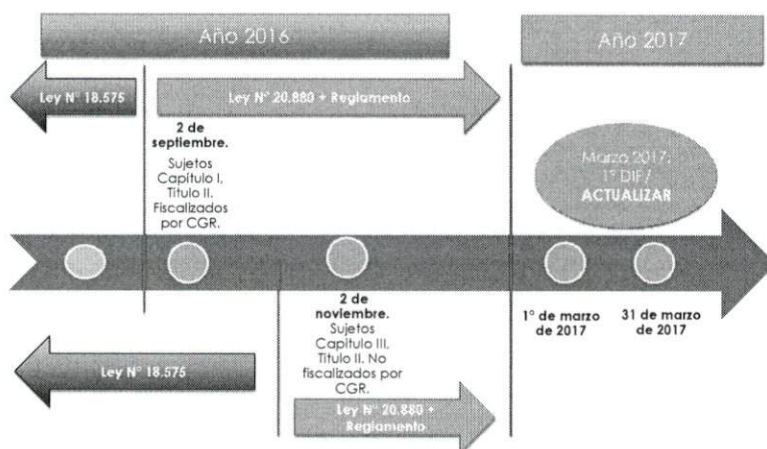 Año 2016
Año 2017
Ley N° 18.575
Ley N° 20.880 + Reglamento
2 de
septiembre.
Sujetos
Capítulo I,
Título II.
Fiscalizados
por CGR.
Marzo 2017:
1° DIP/
ACTUALIZAR
2 de
noviembre.
Sujetos
Capítulo III,
Título II. No
fiscalizados por
CGR.
1° de marzo
de 2017
31 de marzo
de 2017
Ley N° 18.575
Ley N° 20.880 +
Reglamento